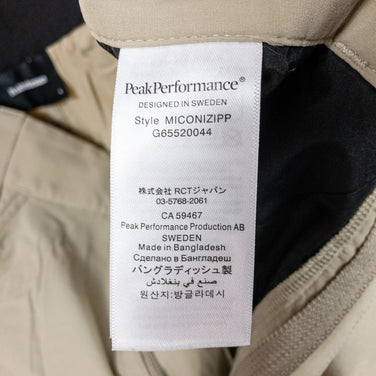 PeakPerformance®
DESIGNED IN SWEDEN
Style MICONIZIPP
G65520044
株式会社 RCTジャパン
03-5768-2061
CA 59467
Peak Performance Production AB
SWEDEN
Made in Bangladesh
Сделано в Бангладеш
バングラディッシュ製
صنع في بنغلادش
원산지:방글라데시